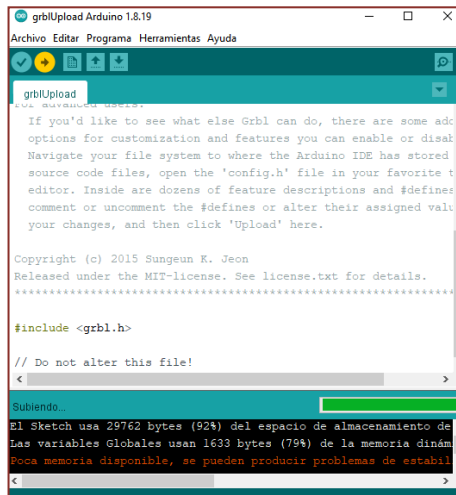 grblUpload Arduino 1.8.19
Archivo Editar Programa Herramientas Ayuda
grblUpload
For advanced users:
If you'd like to see what else Grbl can do, there are some add
options for customization and features you can enable or disab
Navigate your file system to where the Arduino IDE has stored
source code files, open the 'config.h' file in your favorite t
editor. Inside are dozens of feature descriptions and #defines
comment or uncomment the #defines or alter their assigned valu
your changes, and then click 'Upload' here.
Copyright (c) 2015 Sungeun K. Jeon
Released under the MIT-license. See license.txt for details.
***************************************************************
#include <grbl.h>
// Do not alter this file!
Subiendo...
El Sketch usa 29762 bytes (92%) del espacio de almacenamiento de
Las variables Globales usan 1633 bytes (79%) de la memoria dinám
Poca memoria disponible, se pueden producir problemas de estabil